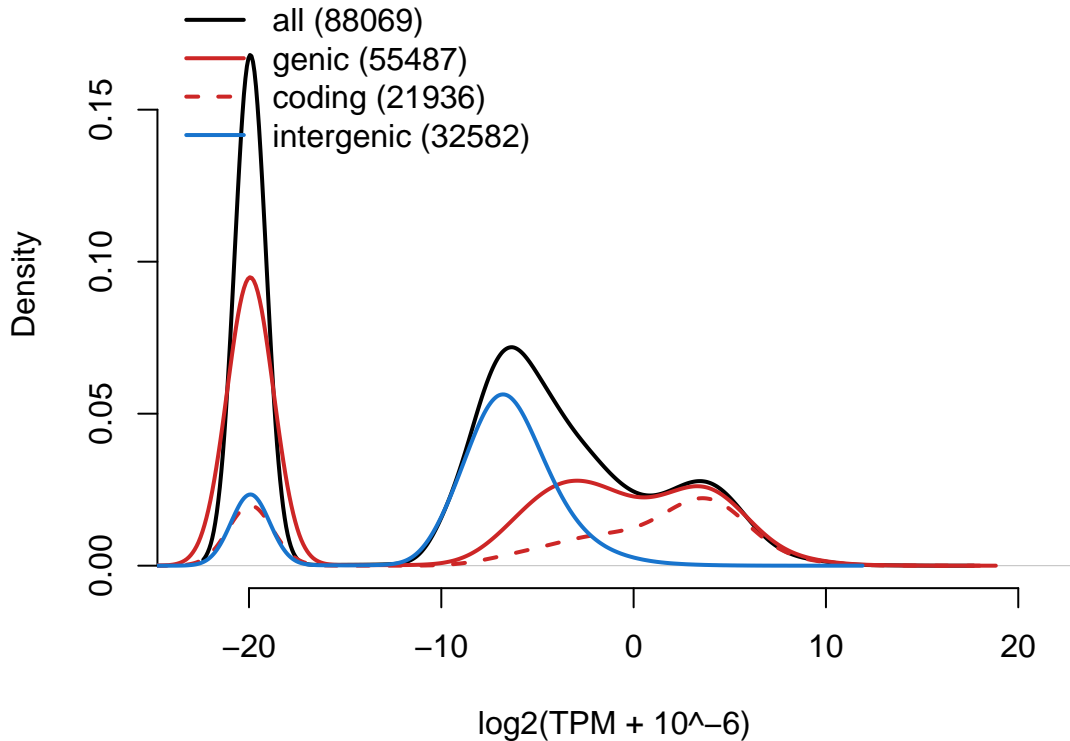 all (88069)
genic (55487)
coding (21936)
intergenic (32582)
0.15
0.10
0.05
0.00
Density
−20
−10
0
10
20
log2(TPM + 10^−6)